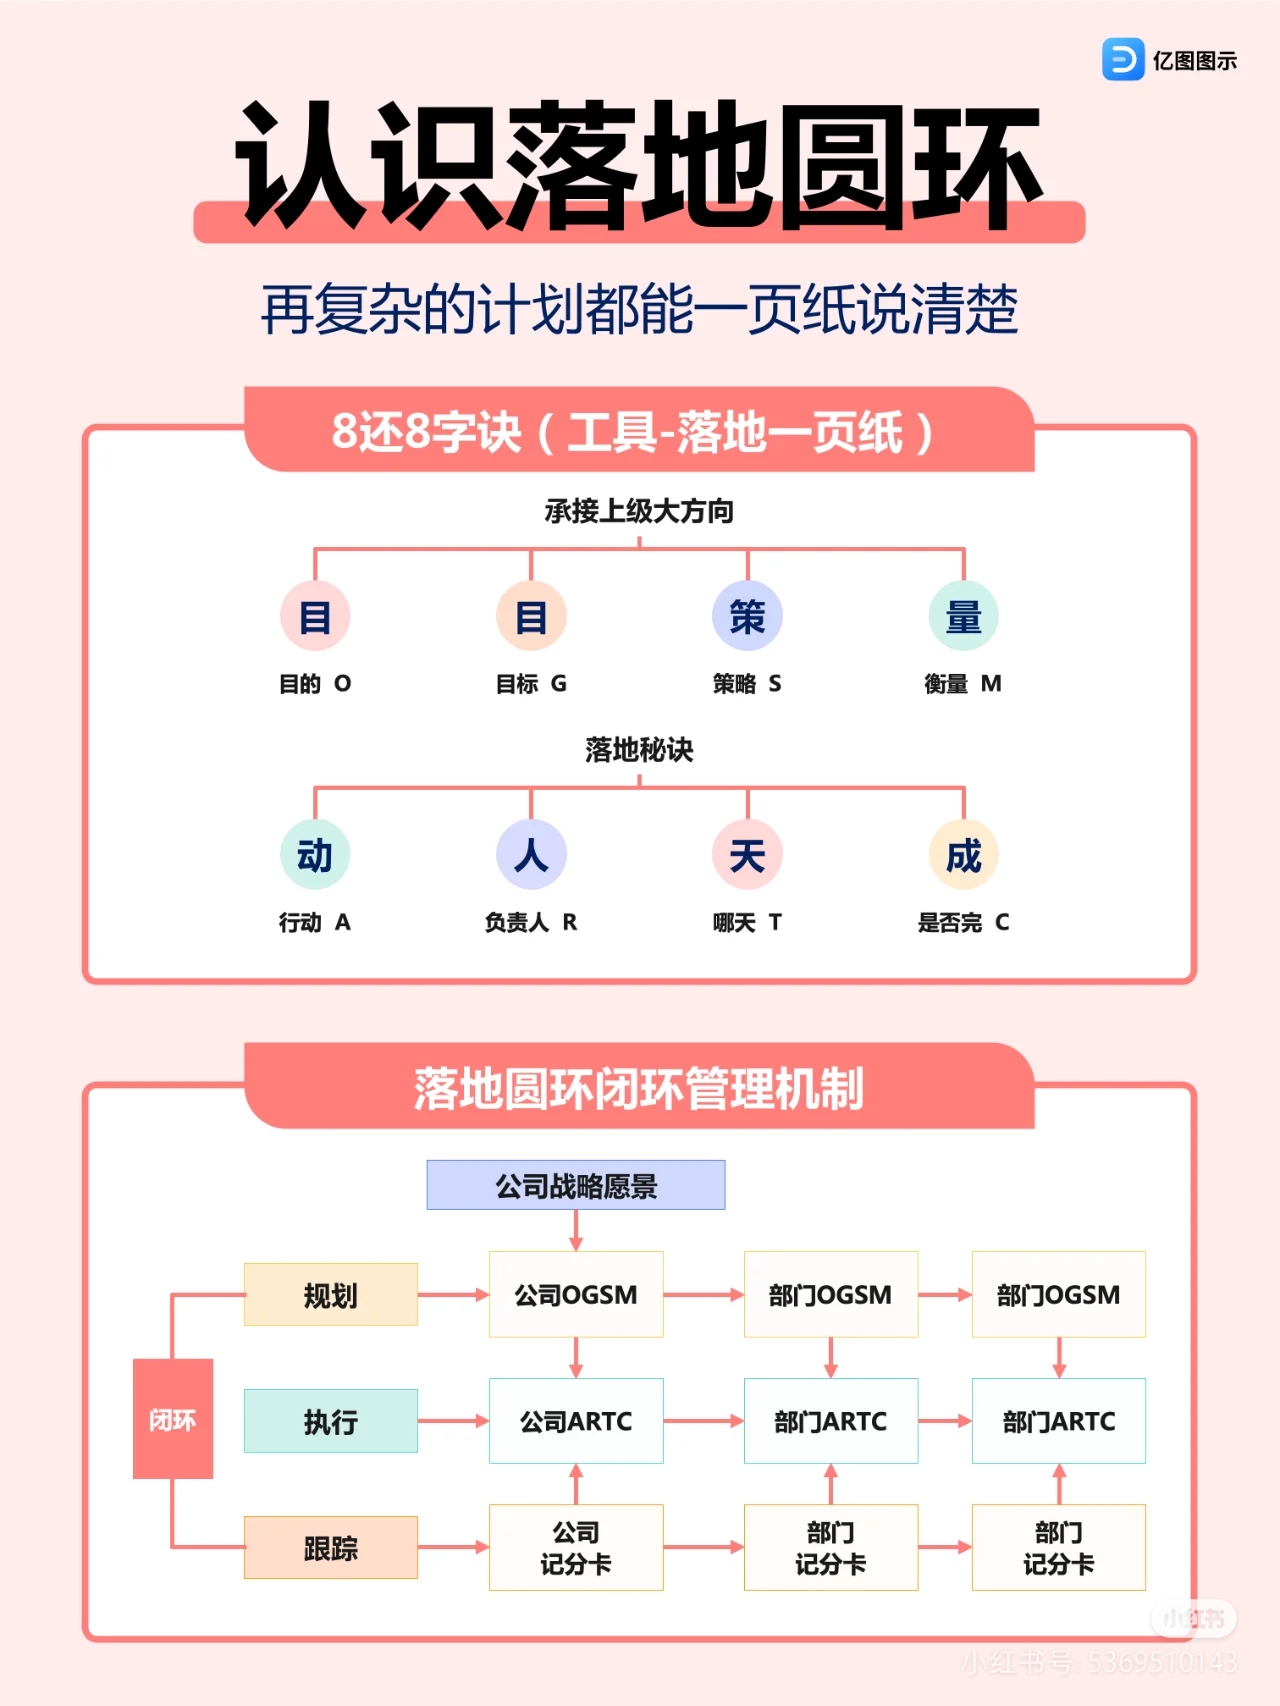 亿图图示
认识落地圆环
再复杂的计划都能一页纸说清楚
8还8字诀（工具-落地一页纸）
承接上级大方向
目 目 策 量
目的 O 目标 G 策略 S 衡量 M
落地秘诀
动 人 天 成
行动 A 负责人 R 哪天 T 是否完 C
落地圆环闭环管理机制
公司战略愿景
规划 公司OGSM 部门OGSM 部门OGSM
闭环 执行 公司ARTC 部门ARTC 部门ARTC
跟踪
公司
记分卡
部门
记分卡
部门
记分卡
小红书
小红书号: 5369510143